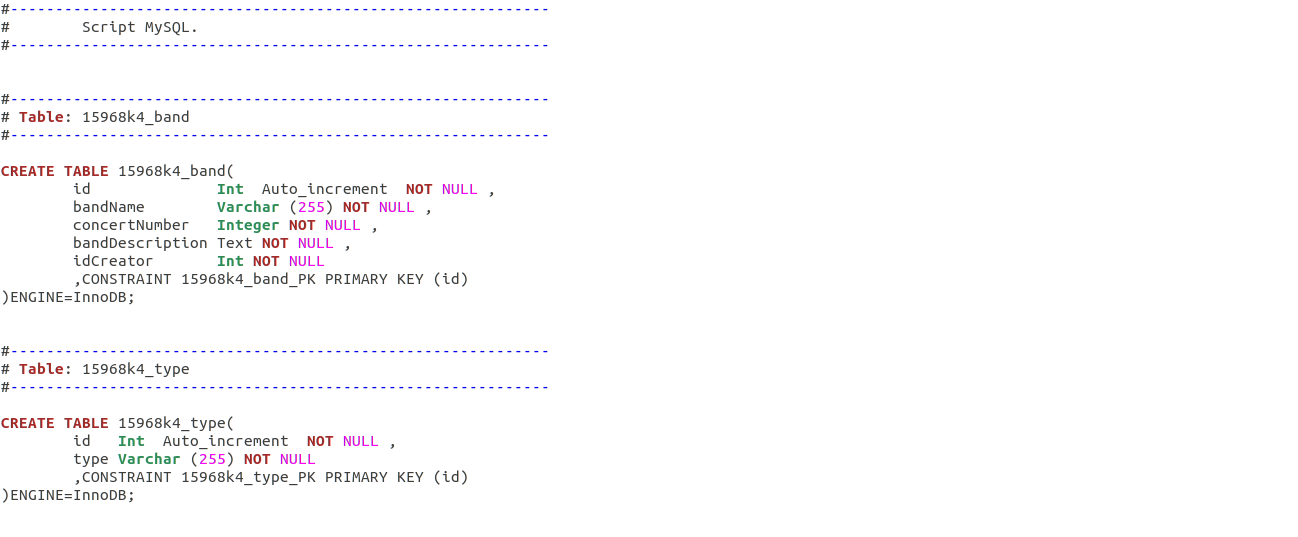 #------------------------------------------------------------
#        Script MySQL.
#------------------------------------------------------------
#------------------------------------------------------------
# Table: 15968k4_band
#------------------------------------------------------------
CREATE TABLE 15968k4_band(
        id              Int  Auto_increment  NOT NULL ,
        bandName        Varchar (255) NOT NULL ,
        concertNumber   Integer NOT NULL ,
        bandDescription Text NOT NULL ,
        idCreator       Int NOT NULL
        ,CONSTRAINT 15968k4_band_PK PRIMARY KEY (id)
)ENGINE=InnoDB;
#------------------------------------------------------------
# Table: 15968k4_type
#------------------------------------------------------------
CREATE TABLE 15968k4_type(
        id   Int  Auto_increment  NOT NULL ,
        type Varchar (255) NOT NULL
        ,CONSTRAINT 15968k4_type_PK PRIMARY KEY (id)
)ENGINE=InnoDB;